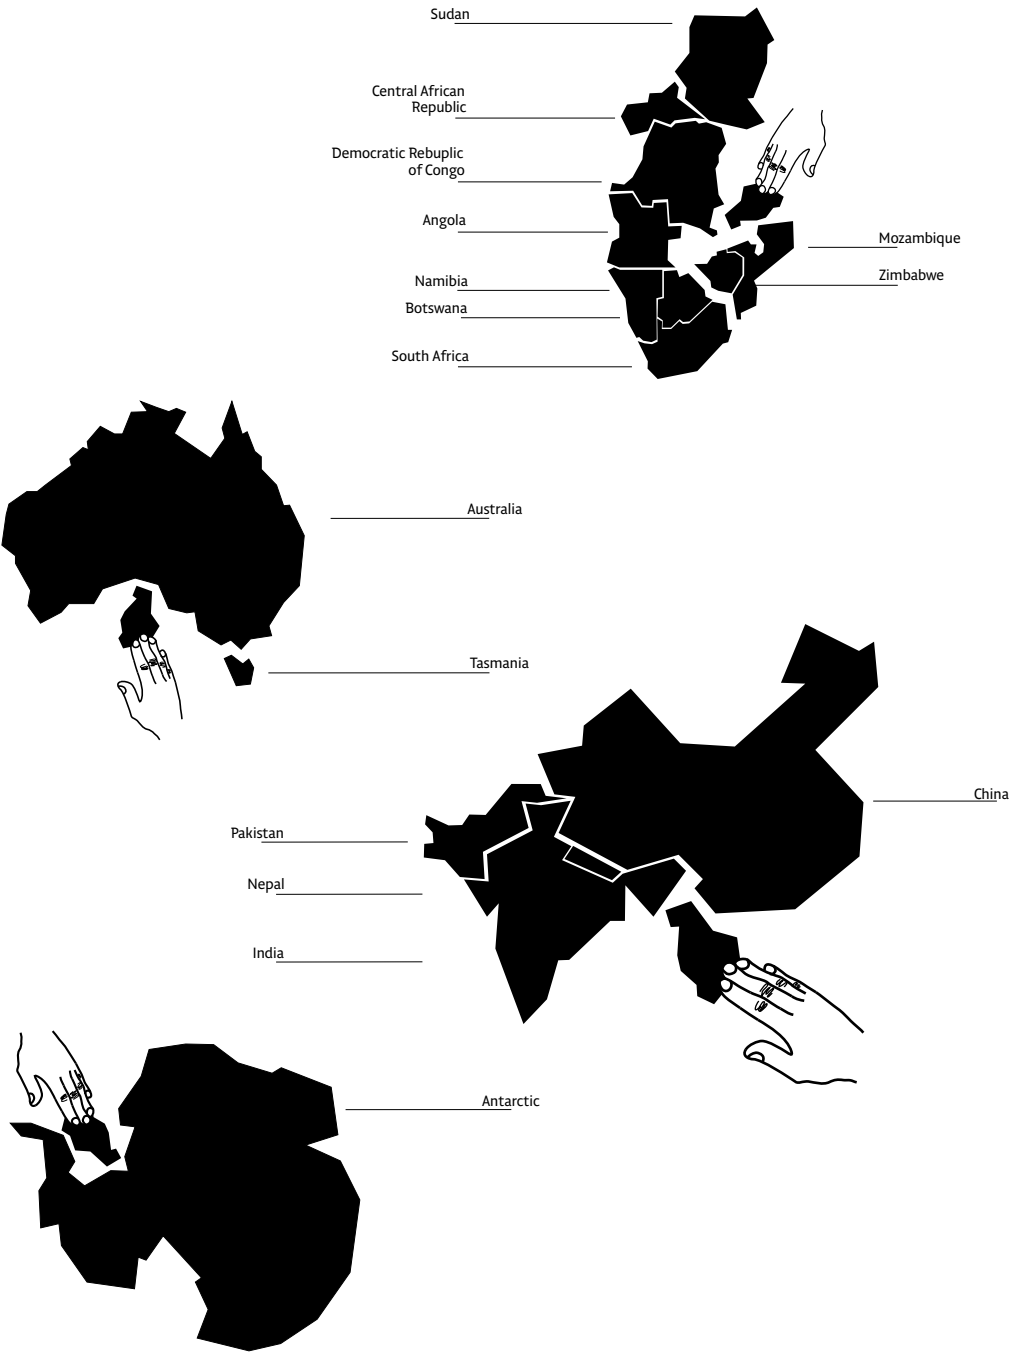 Sudan
Central African
Republic
Democratic Rebuplic
of Congo
Angola
Mozambique
Zimbabwe
Namibia
Botswana
South Africa
Australia
Tasmania
China
Pakistan
Nepal
India
Antarctic